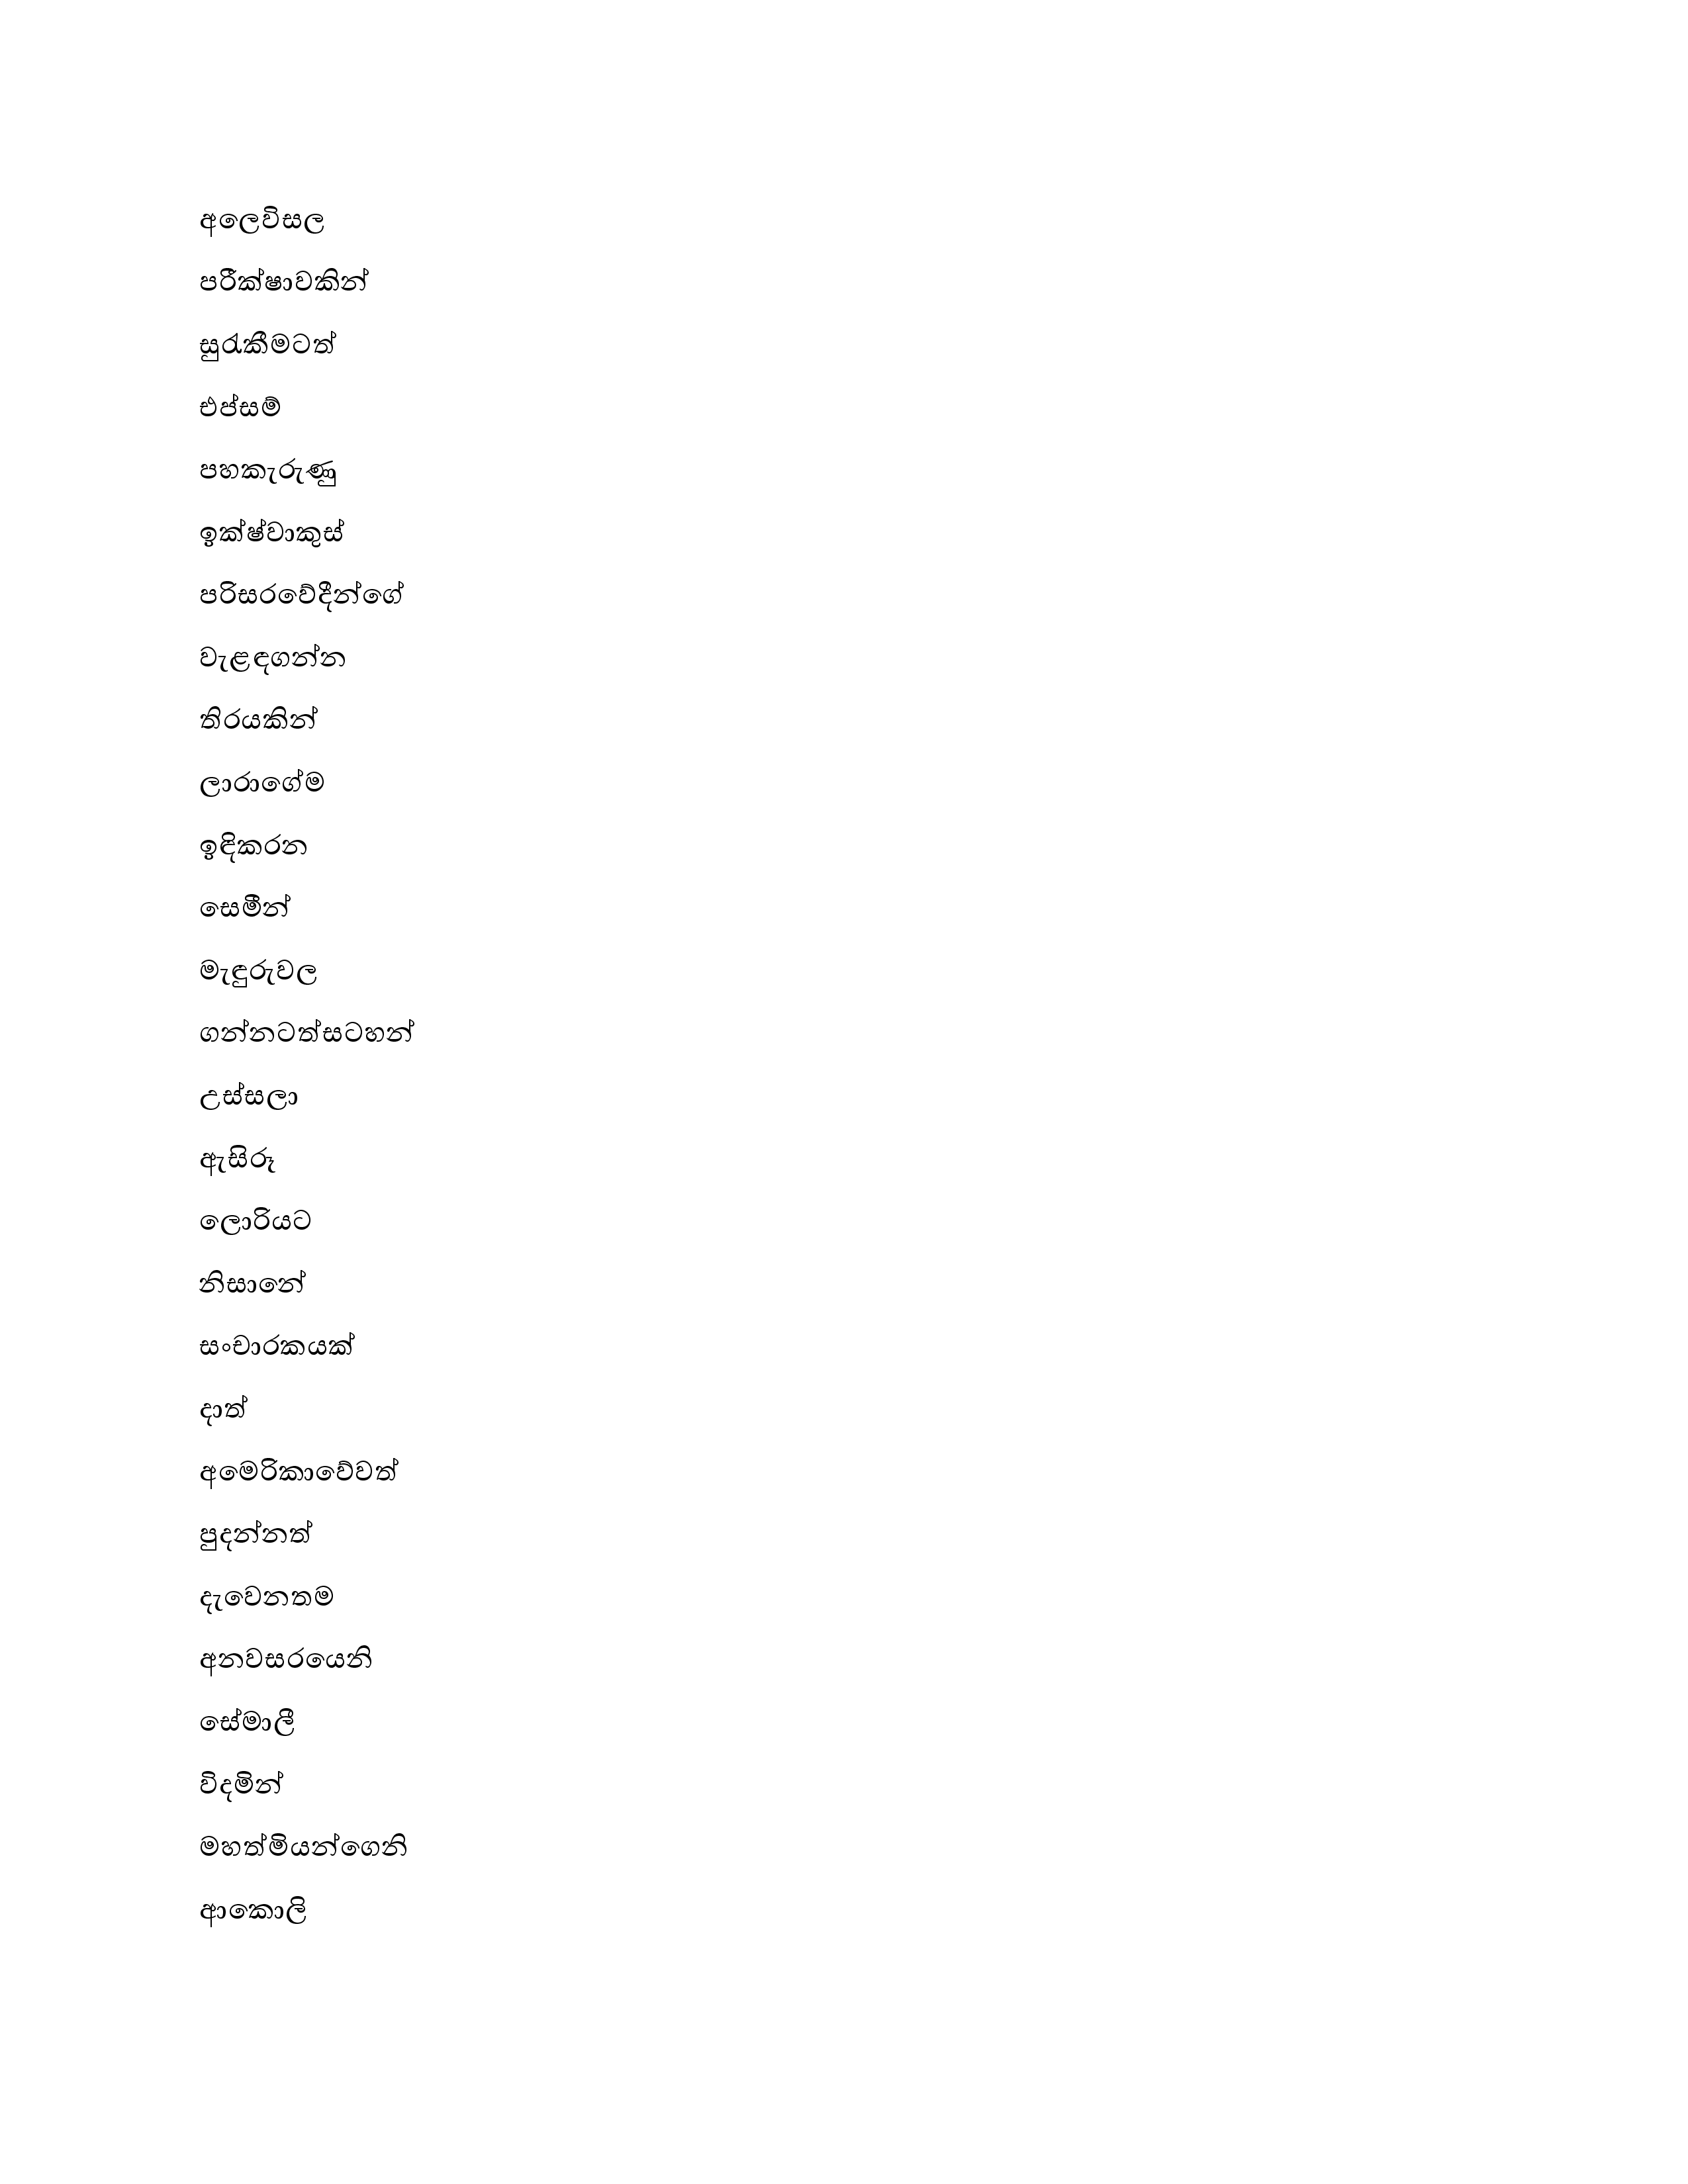 අලෙවිසල
පරීක්ෂාවකින්
සුරැකීමටත්
එප්සම්
පහකැරුණු
ඉක්ෂ්වාකුස්
පරිසරවේදීන්ගේ
වැළඳගන්න
තිරයකින්
ලාරාගේම
ඉඳිකරන
සෙමීන්
මැඳුරුවල
ගන්නටත්සටහන්
උස්සලා
ඇසිරූ
ලොරියට
නිසානේ
සංචාරකයක්
දාත්
අමෙරිකාවේවත්
පුදන්නත්
දැවෙනතම
අනවසරයෙනි
සේමාලී
විදමින්
මහත්මියන්ගෙනි
ආකොලි